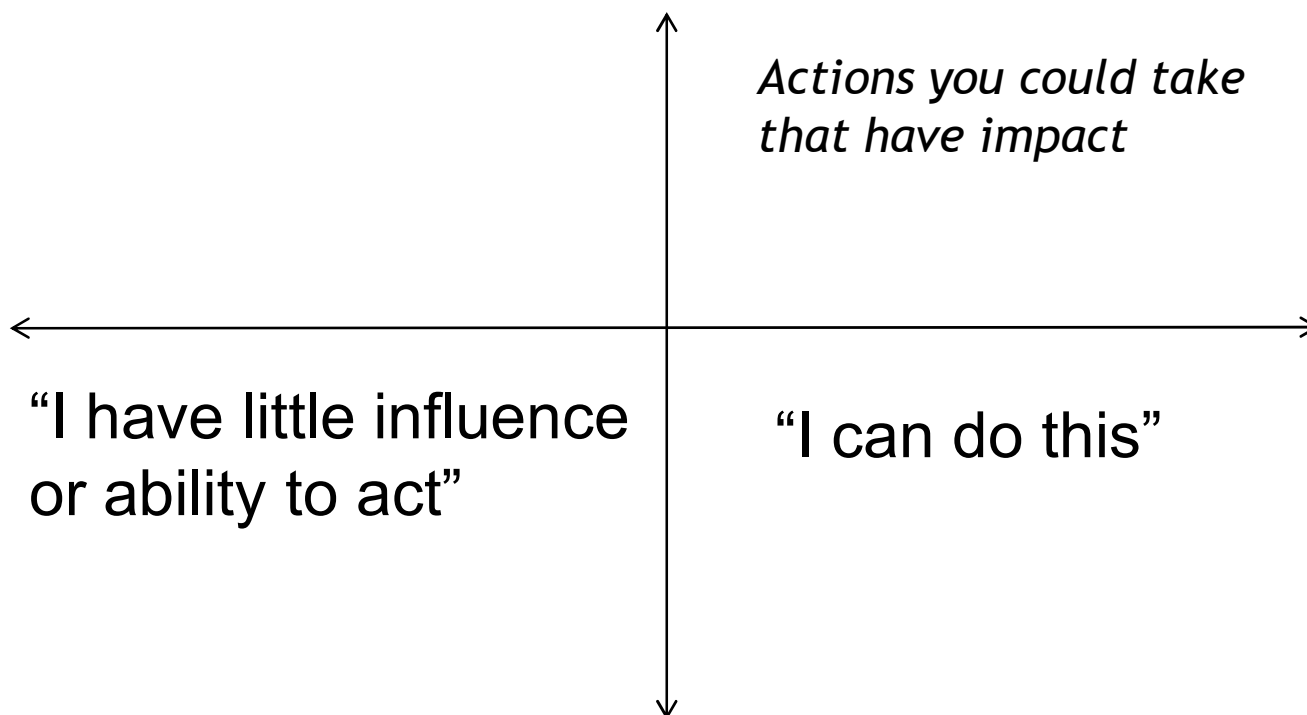 Actions you could take
that have impact
“I have little influence
or ability to act”
“I can do this”